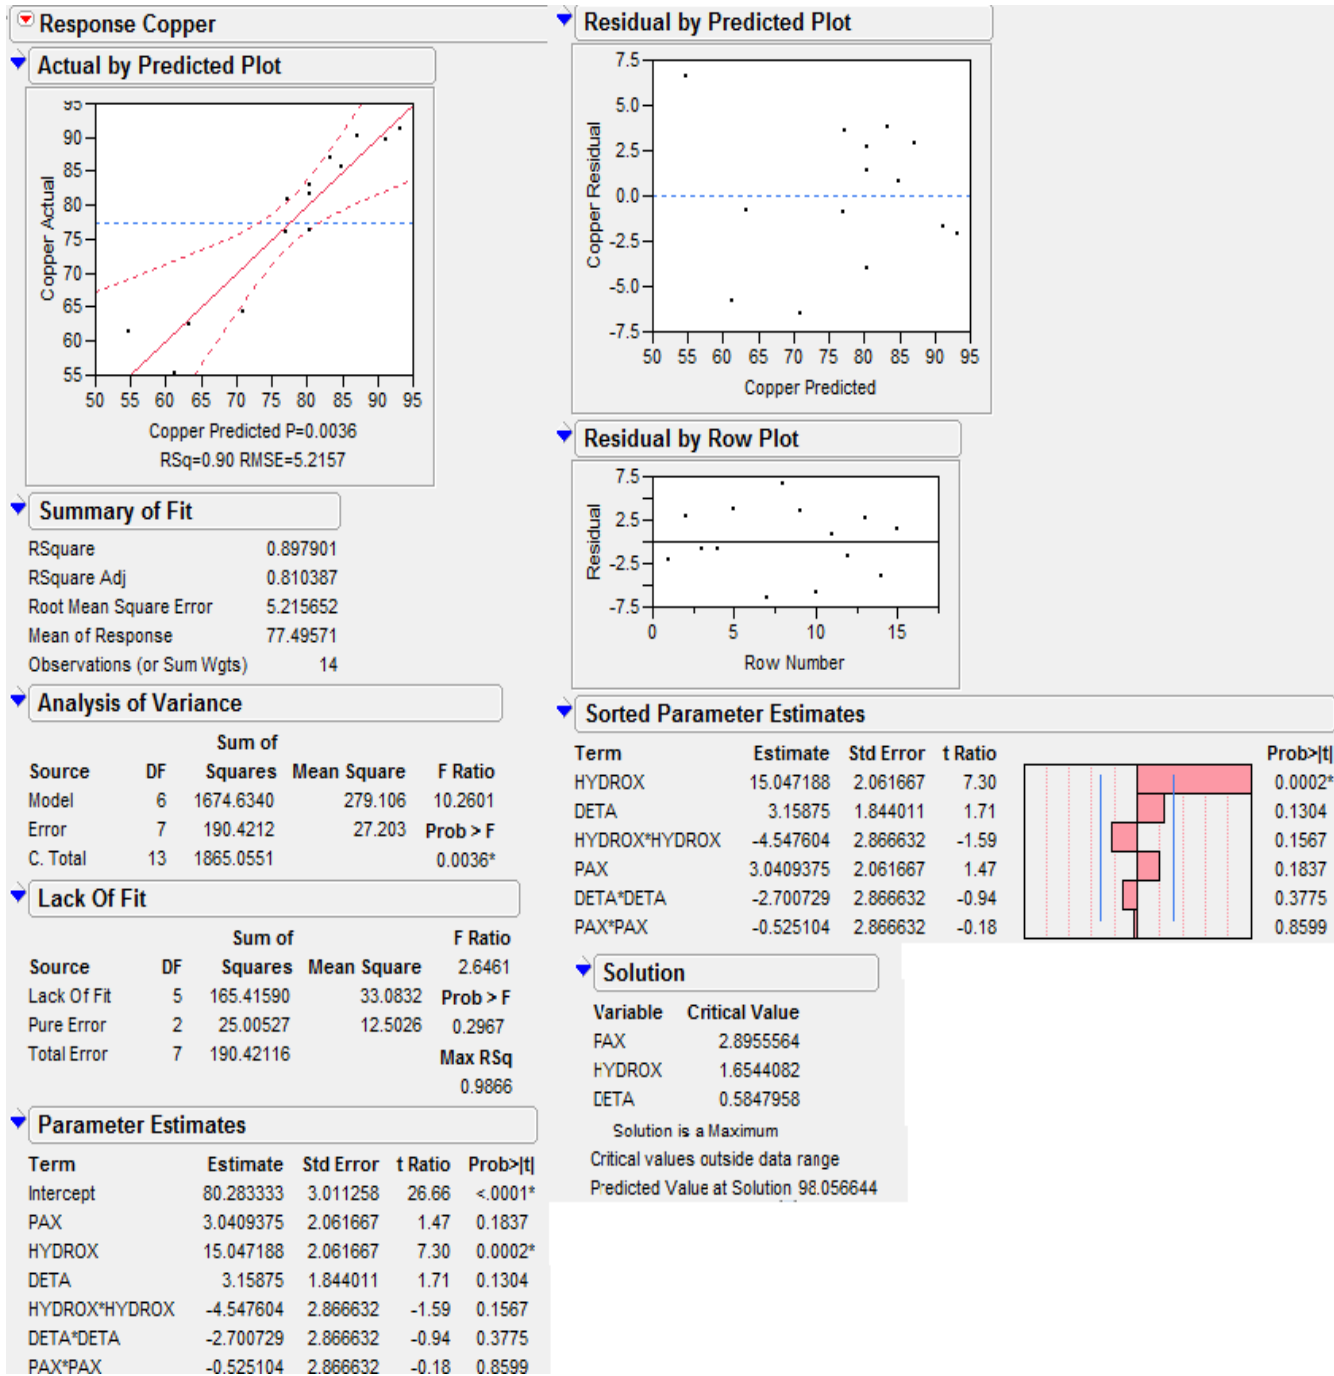 Response Copper
Actual by Predicted Plot
95
90
85
80
75
70
65
60
55
Copper Actual
50 55 60 65 70 75 80 85 90 95
Copper Predicted P=0.0036
RSq=0.90 RMSE=5.2157
Summary of Fit
RSquare 0.897901
RSquare Adj 0.810387
Root Mean Square Error 5.215652
Mean of Response 77.49571
Observations (or Sum Wgts) 14
Analysis of Variance
Sum of
Source DF Squares Mean Square F Ratio
Model 6 1674.6340 279.106 10.2601
Error 7 190.4212 27.203 Prob > F
C. Total 13 1865.0551 0.0036*
Lack Of Fit
Sum of F Ratio
Source DF Squares Mean Square 2.6461
Lack Of Fit 5 165.41590 33.0832 Prob > F
Pure Error 2 25.00527 12.5026 0.2967
Total Error 7 190.42116 Max RSq
0.9866
Parameter Estimates
Term Estimate Std Error t Ratio Prob>|t|
Intercept 80.283333 3.011258 26.66 <.0001*
PAX 3.0409375 2.061667 1.47 0.1837
HYDROX 15.047188 2.061667 7.30 0.0002*
DETA 3.15875 1.844011 1.71 0.1304
HYDROX*HYDROX -4.547604 2.866632 -1.59 0.1567
DETA*DETA -2.700729 2.866632 -0.94 0.3775
PAX*PAX -0.525104 2.866632 -0.18 0.8599
Residual by Predicted Plot
7.5
5.0
2.5
0.0
-2.5
-5.0
-7.5
Copper Residual
50 55 60 65 70 75 80 85 90 95
Copper Predicted
Residual by Row Plot
7.5
2.5
-2.5
-7.5
Residual
0 5 10 15
Row Number
Sorted Parameter Estimates
Term Estimate Std Error t Ratio Prob>|t|
HYDROX 15.047188 2.061667 7.30 0.0002*
DETA 3.15875 1.844011 1.71 0.1304
HYDROX*HYDROX -4.547604 2.866632 -1.59 0.1567
PAX 3.0409375 2.061667 1.47 0.1837
DETA*DETA -2.700729 2.866632 -0.94 0.3775
PAX*PAX -0.525104 2.866632 -0.18 0.8599
Solution
Variable Critical Value
PAX 2.8955564
HYDROX 1.6544082
DETA 0.5847958
Solution is a Maximum
Critical values outside data range
Predicted Value at Solution 98.056644